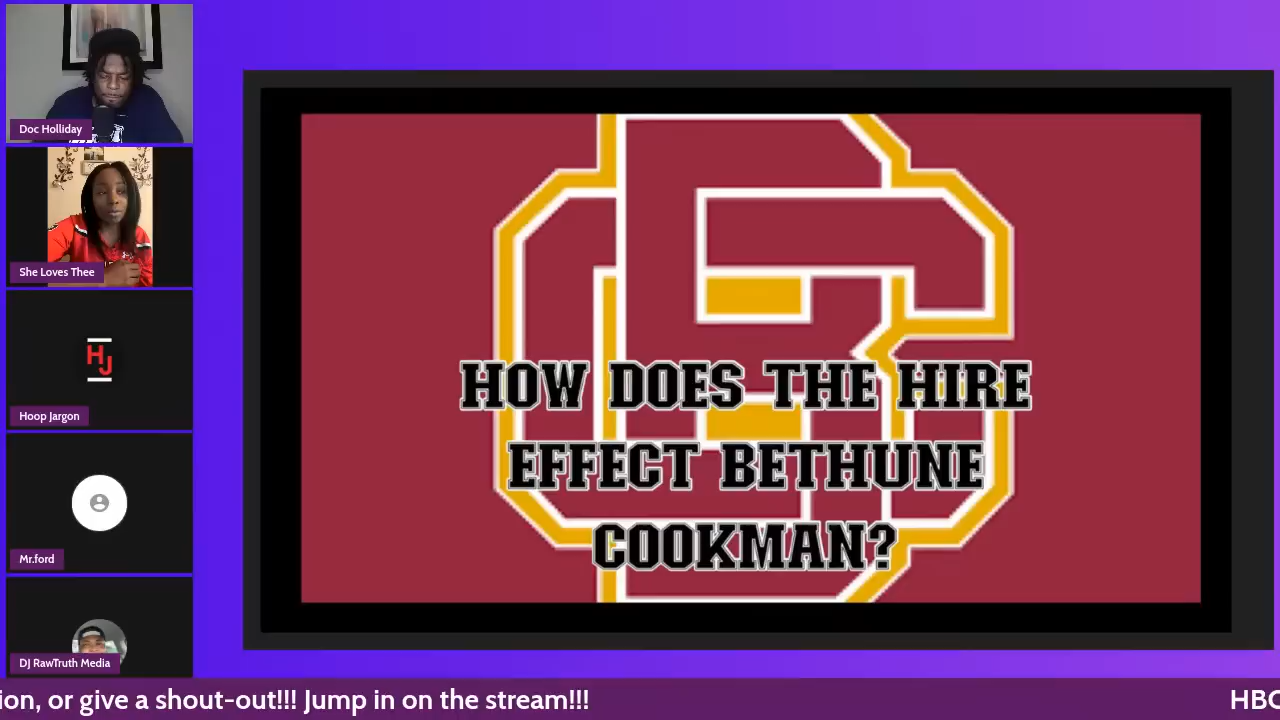 Doc Holliday
She Loves Thee
HJ
Hoop Jargon
Mr.ford
DJ RawTruth Media
HOW DOES THE HIRE
EFFECT BETHUNE
COOKMAN?
ion, or give a shout-out!!! Jump in on the stream!!! HBC